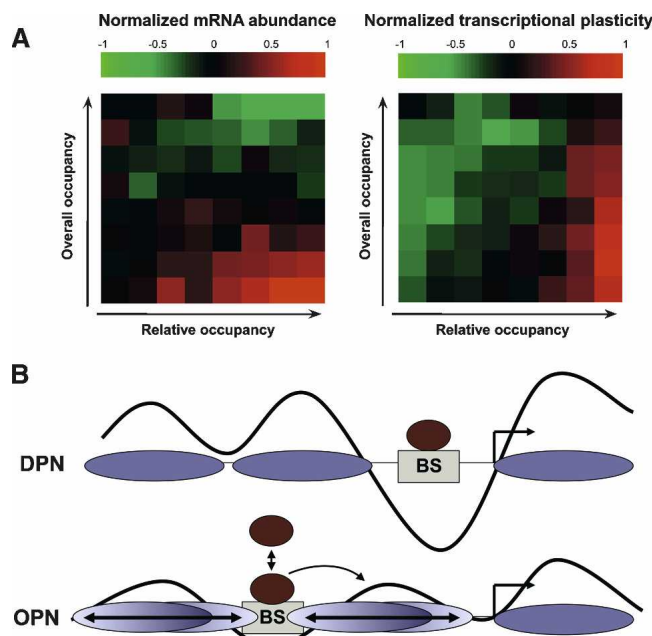 A
Normalized mRNA abundance
Normalized transcriptional plasticity
-1 -0.5 0 0.5 1
-1 -0.5 0 0.5 1
Overall occupancy
Relative occupancy
Overall occupancy
Relative occupancy
B
DPN
BS
OPN
BS